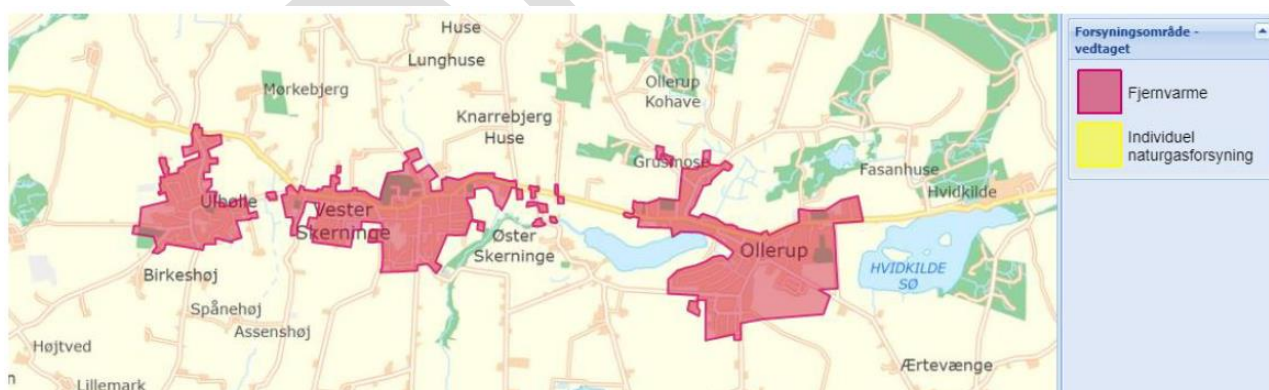 Huse
Lunghuse
Mørkebjerg
Ollerup
Kohave
Knarrebjerg
Huse
Grusmose
Fasanhuse
Hvidkilde
Ulbølle
Vester
Skerninge
Øster
Skerninge
Ollerup
HVIDKILDE
SØ
Birkeshøj
Spånehøj
Assenshøj
Højtved
Ærtevænge
Lillemark
Forsyningsområde -
vedtaget
Fjernvarme
Individuel
naturgasforsyning